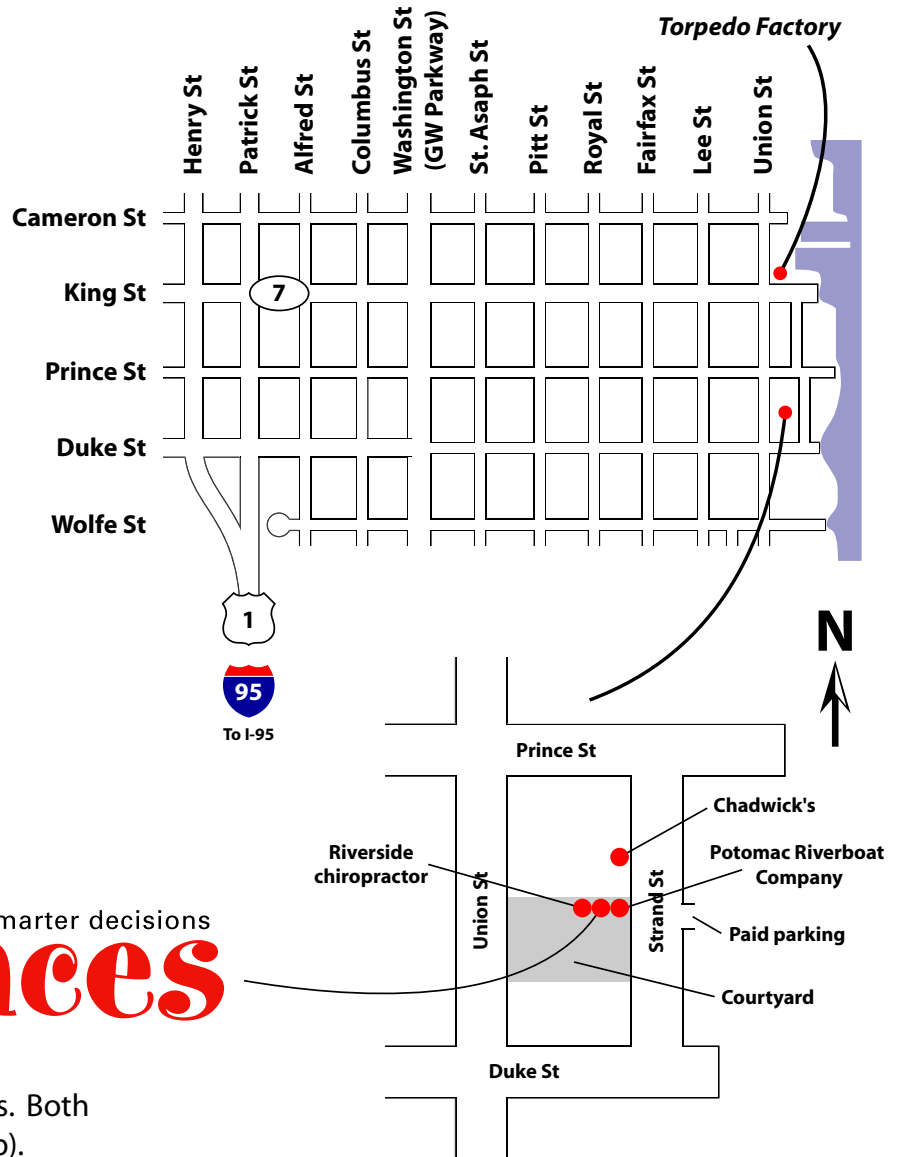 Torpedo Factory
Henry St
Patrick St
Alfred St
Columbus St
Washington St
(GW Parkway)
St. Asaph St
Pitt St
Royal St
Fairfax St
Lee St
Union St
Cameron St
King St
7
Prince St
Duke St
Wolfe St
1
95
To I-95
N
Prince St
Chadwick's
Riverside
chiropractor
Potomac Riverboat
Company
Union St
Strand St
Paid parking
Courtyard
Duke St
marter decisions
nces
s. Both
o).